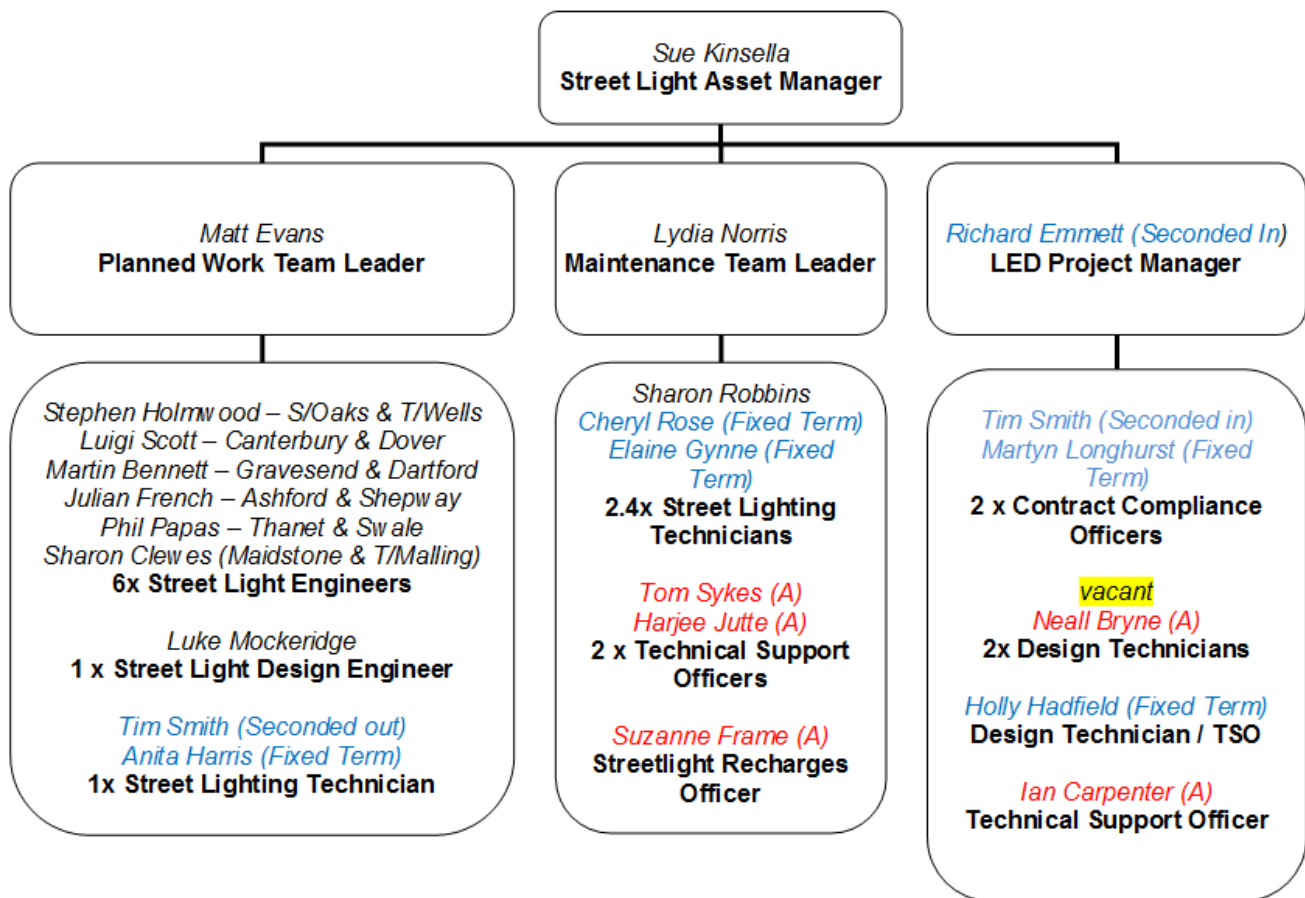 Sue Kinsella
Street Light Asset Manager
Matt Evans
Planned Work Team Leader
Lydia Norris
Maintenance Team Leader
Richard Emmett (Seconded In)
LED Project Manager
Stephen Holmwood – S/Oaks & T/Wells
Luigi Scott – Canterbury & Dover
Martin Bennett – Gravesend & Dartford
Julian French – Ashford & Shepway
Phil Papas – Thanet & Swale
Sharon Clewes (Maidstone & T/Malling)
6x Street Light Engineers
Luke Mockeridge
1 x Street Light Design Engineer
Tim Smith (Seconded out)
Anita Harris (Fixed Term)
1x Street Lighting Technician
Sharon Robbins
Cheryl Rose (Fixed Term)
Elaine Gynne (Fixed
Term)
2.4x Street Lighting
Technicians
Tom Sykes (A)
Harjee Jutte (A)
2 x Technical Support
Officers
Suzanne Frame (A)
Streetlight Recharges
Officer
Tim Smith (Seconded in)
Martyn Longhurst (Fixed
Term)
2 x Contract Compliance
Officers
vacant
Neall Bryne (A)
2x Design Technicians
Holly Hadfield (Fixed Term)
Design Technician / TSO
Ian Carpenter (A)
Technical Support Officer